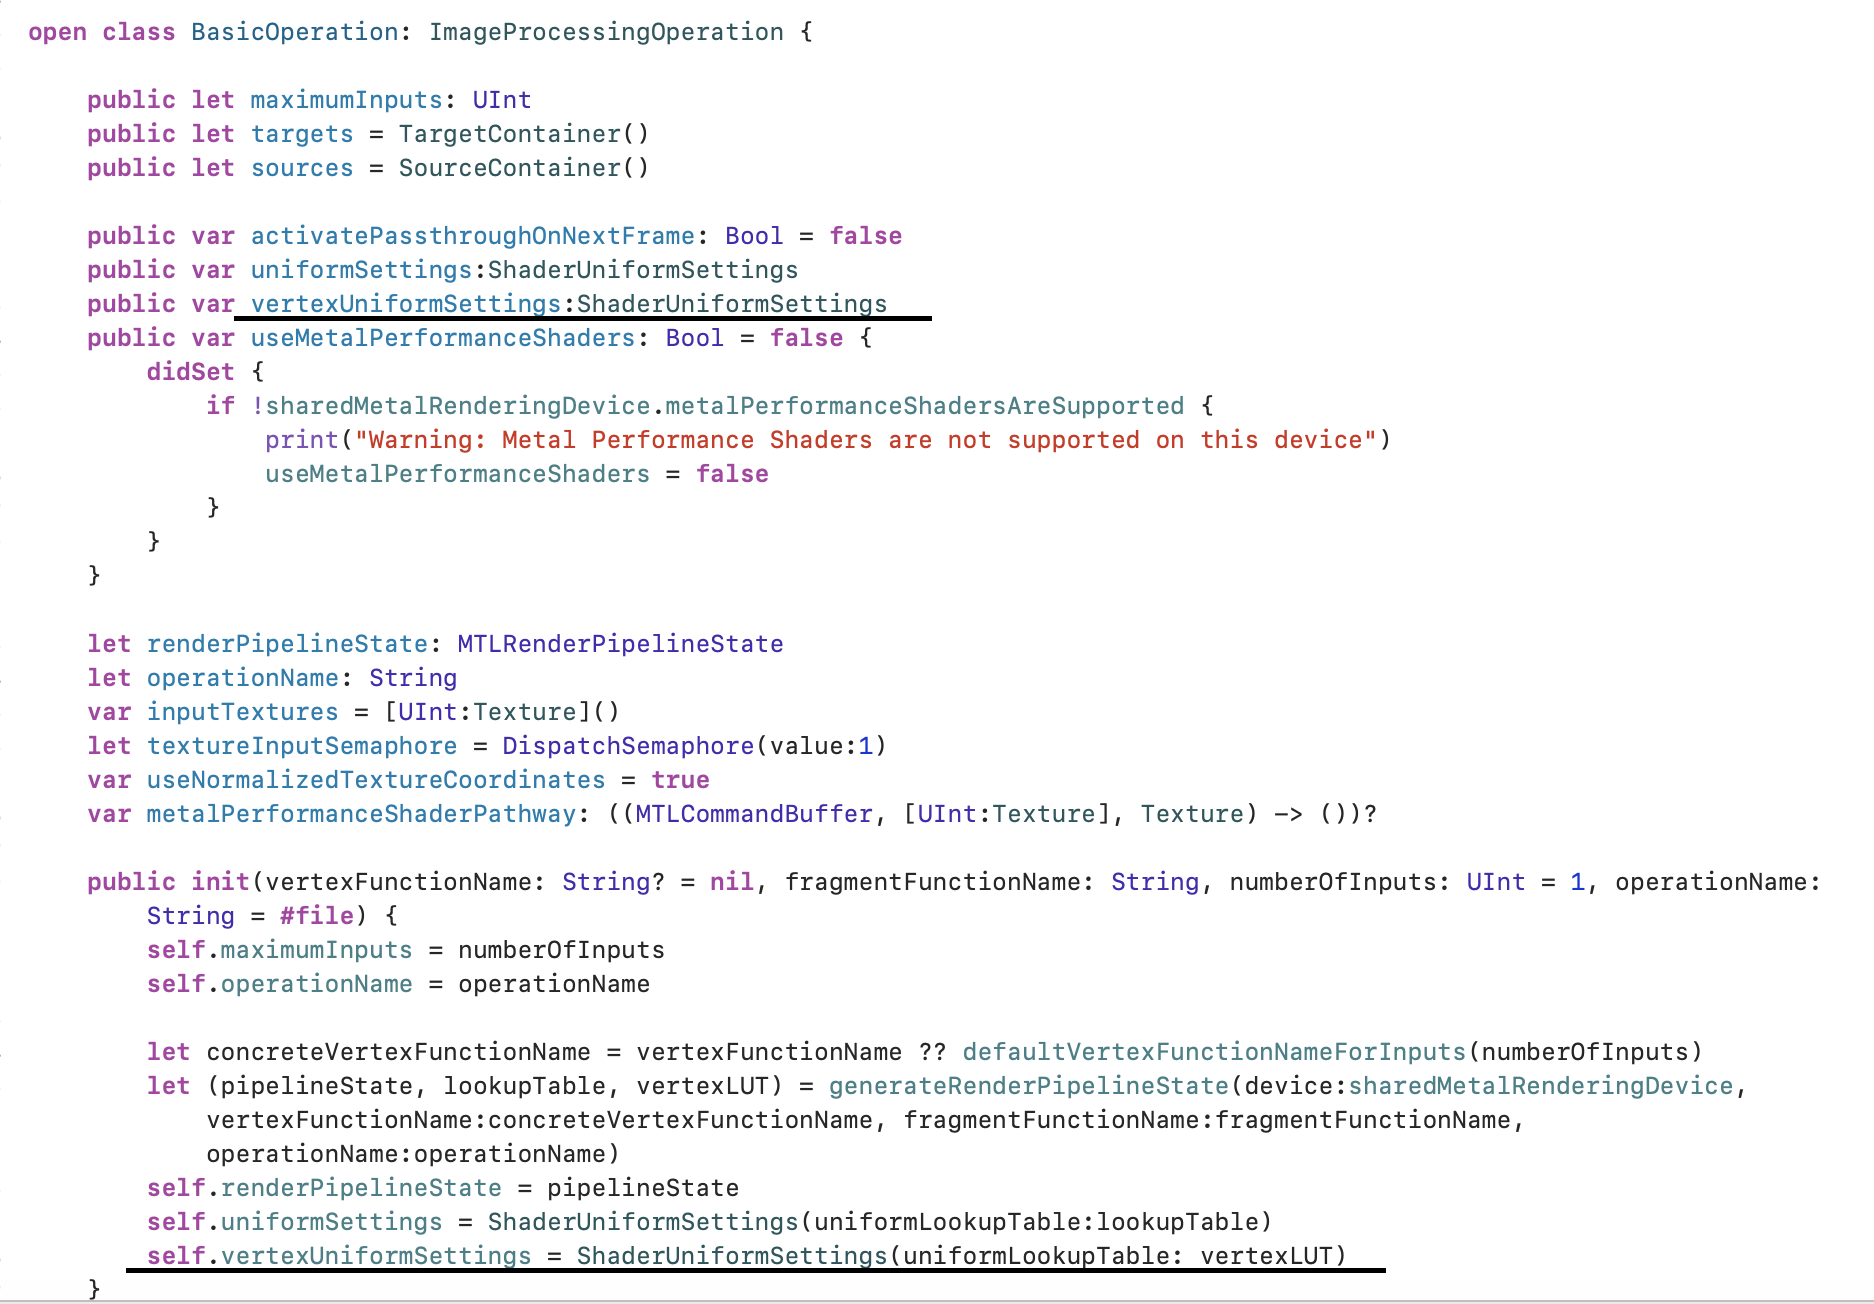 open class BasicOperation: ImageProcessingOperation {
public let maximumInputs: UInt
public let targets = TargetContainer()
public let sources = SourceContainer()
public var activatePassthroughOnNextFrame: Bool = false
public var uniformSettings:ShaderUniformSettings
public var vertexUniformSettings:ShaderUniformSettings
public var useMetalPerformanceShaders: Bool = false {
didSet {
if !sharedMetalRenderingDevice.metalPerformanceShadersAreSupported {
print("Warning: Metal Performance Shaders are not supported on this device")
useMetalPerformanceShaders = false
}
}
}
let renderPipelineState: MTLRenderPipelineState
let operationName: String
var inputTextures = [UInt:Texture]()
let textureInputSemaphore = DispatchSemaphore(value:1)
var useNormalizedTextureCoordinates = true
var metalPerformanceShaderPathway: ((MTLCommandBuffer, [UInt:Texture], Texture) -> ())?
public init(vertexFunctionName: String? = nil, fragmentFunctionName: String, numberOfInputs: UInt = 1, operationName:
String = #file) {
self.maximumInputs = numberOfInputs
self.operationName = operationName
let concreteVertexFunctionName = vertexFunctionName ?? defaultVertexFunctionNameForInputs(numberOfInputs)
let (pipelineState, lookupTable, vertexLUT) = generateRenderPipelineState(device:sharedMetalRenderingDevice,
vertexFunctionName:concreteVertexFunctionName, fragmentFunctionName:fragmentFunctionName,
operationName:operationName)
self.renderPipelineState = pipelineState
self.uniformSettings = ShaderUniformSettings(uniformLookupTable:lookupTable)
self.vertexUniformSettings = ShaderUniformSettings(uniformLookupTable: vertexLUT)
}